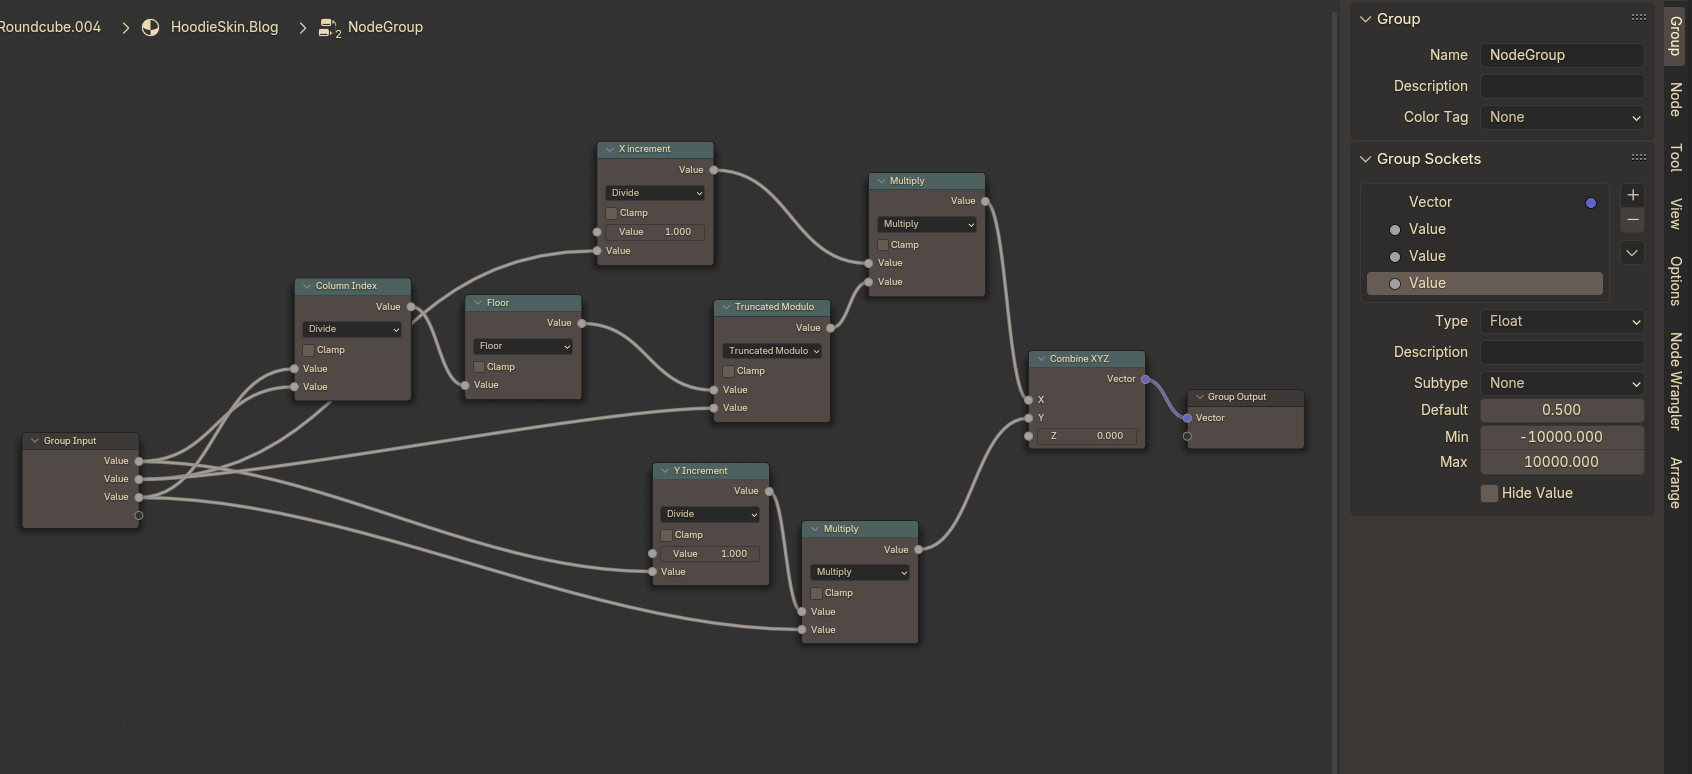 Roundcube.004 > HoodieSkin.Blog > 2 NodeGroup
X increment
Value
Divide
Clamp
Value 1.000
Value
Multiply
Value
Multiply
Clamp
Value
Value
Column Index
Value
Divide
Clamp
Value
Value
Floor
Value
Floor
Clamp
Value
Truncated Modulo
Value
Truncated Modulo
Clamp
Value
Value
Combine XYZ
Vector
X
Y
Z 0.000
Group Output
Vector
Group Input
Value
Value
Value
Y Increment
Value
Divide
Clamp
Value 1.000
Value
Multiply
Value
Multiply
Clamp
Value
Value
Group
Name NodeGroup
Description
Color Tag None
Group Sockets
Vector
Value
Value
Value
Type Float
Description
Subtype None
Default 0.500
Min -10000.000
Max 10000.000
Hide Value
Group
Node
Tool
View
Options
Node Wrangler
Arrange